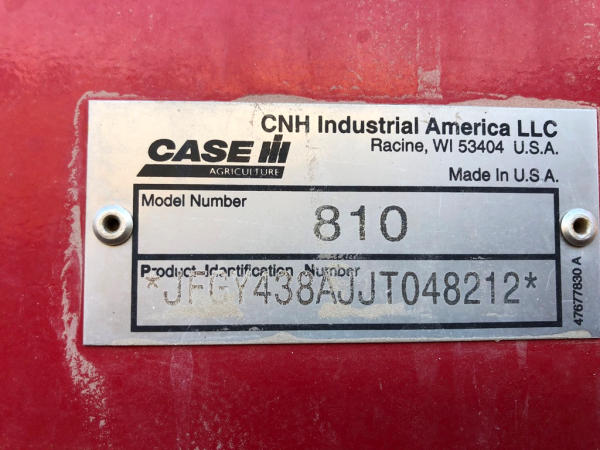 CNH Industrial America LLC
Racine, WI 53404 U.S.A.
CASE IH
AGRICULTURE
Made In U.S A.
Model Number
810
Product Identification Number
*JFGY438AJJT048212*
47677830 A